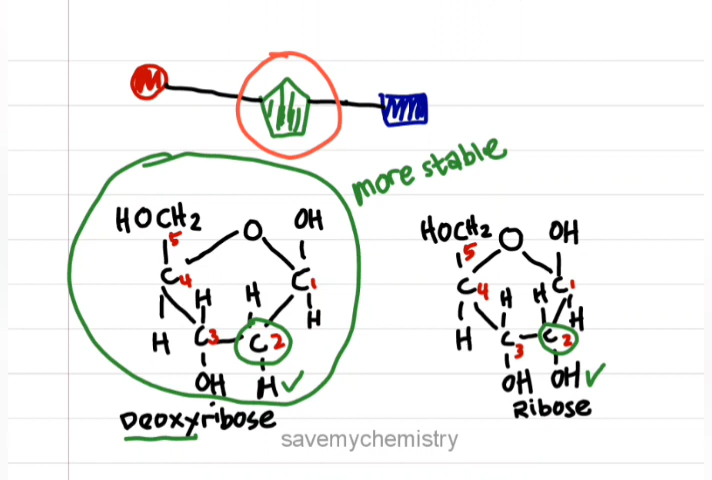 more stable
HOCH2 O OH
5
C4 C1
H H H
H C3 C2
OH H
Deoxyribose
HOCH2 O OH
5
C4 C1
H H H
H C3 C2
OH OH
Ribose
savemychemistry